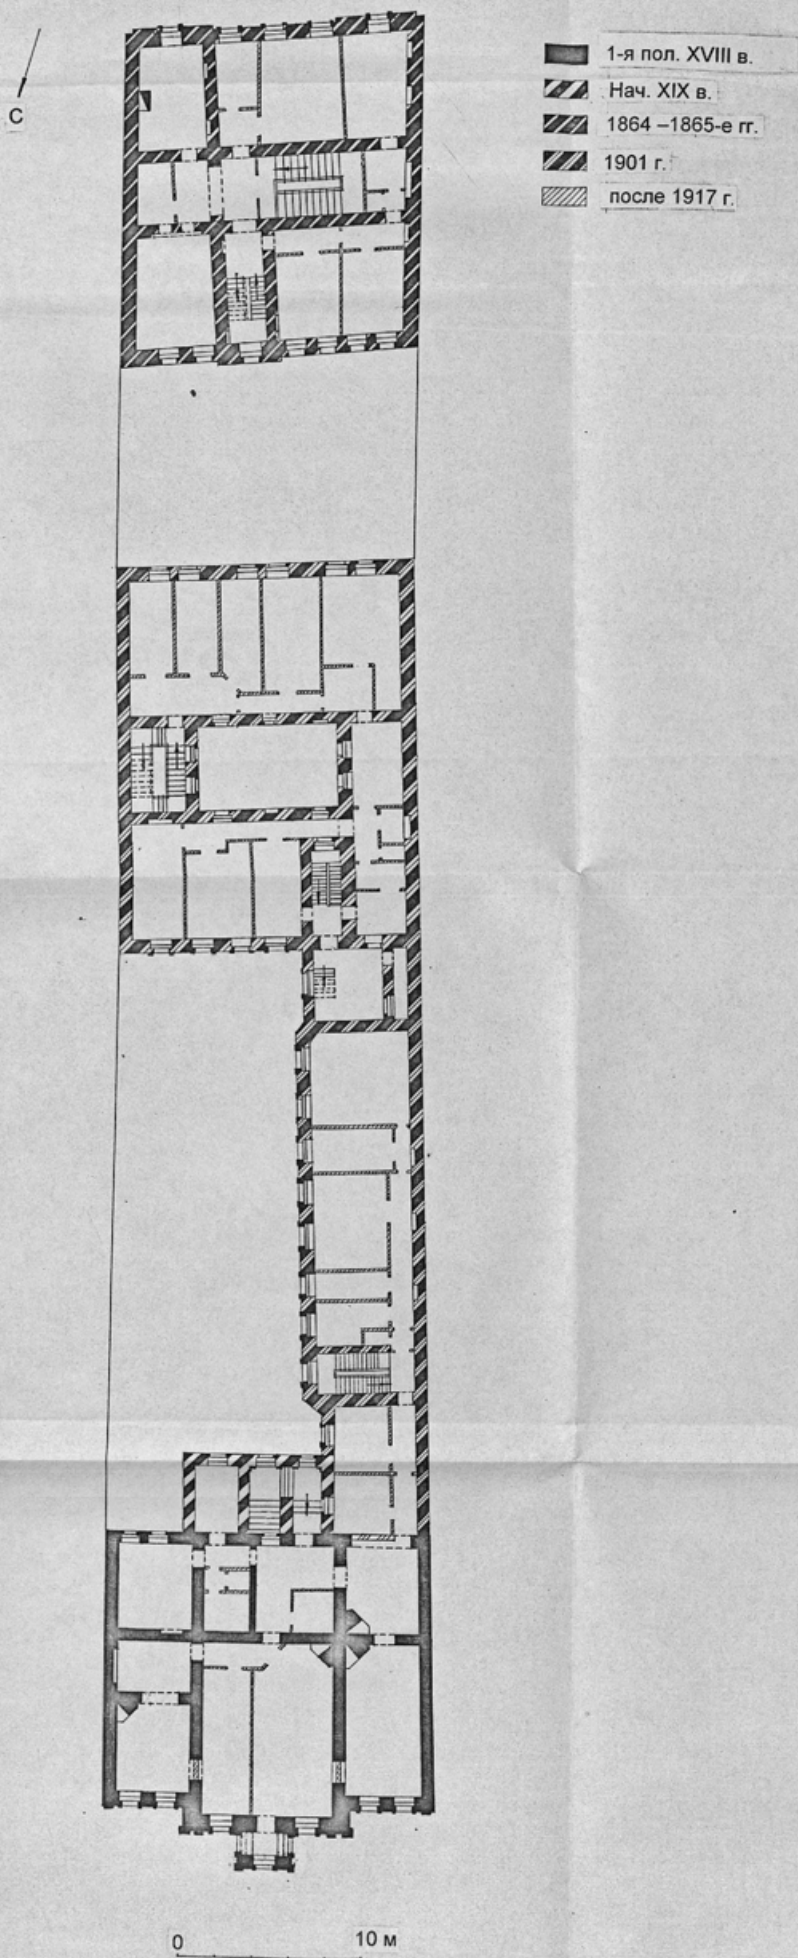 С
1-я пол. XVIII в.
Нач. XIX в.
1864 –1865-е гг.
1901 г.
после 1917 г.
0 10 м